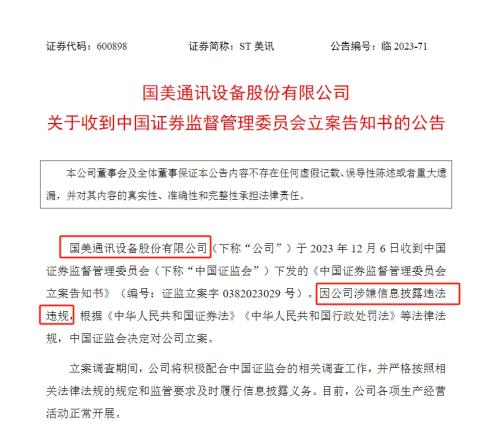 证券代码：600898 证券简称：ST 美讯 公告编号：临 2023-71
国美通讯设备股份有限公司
关于收到中国证券监督管理委员会立案告知书的公告
本公司董事会及全体董事保证本公告内容不存在任何虚假记载、误导性陈述或者重大遗
漏，并对其内容的真实性、准确性和完整性承担法律责任。
国美通讯设备股份有限公司（下称“公司”）于 2023 年 12 月 6 日收到中国
证券监督管理委员会（下称“中国证监会”）下发的《中国证券监督管理委员会
立案告知书》（编号：证监立案字 0382023029 号），因公司涉嫌信息披露违法
违规，根据《中华人民共和国证券法》《中华人民共和国行政处罚法》等法律法
规，中国证监会决定对公司立案。
立案调查期间，公司将积极配合中国证监会的相关调查工作，并严格按照相
关法律法规的规定和监管要求及时履行信息披露义务。目前，公司各项生产经营
活动正常开展。